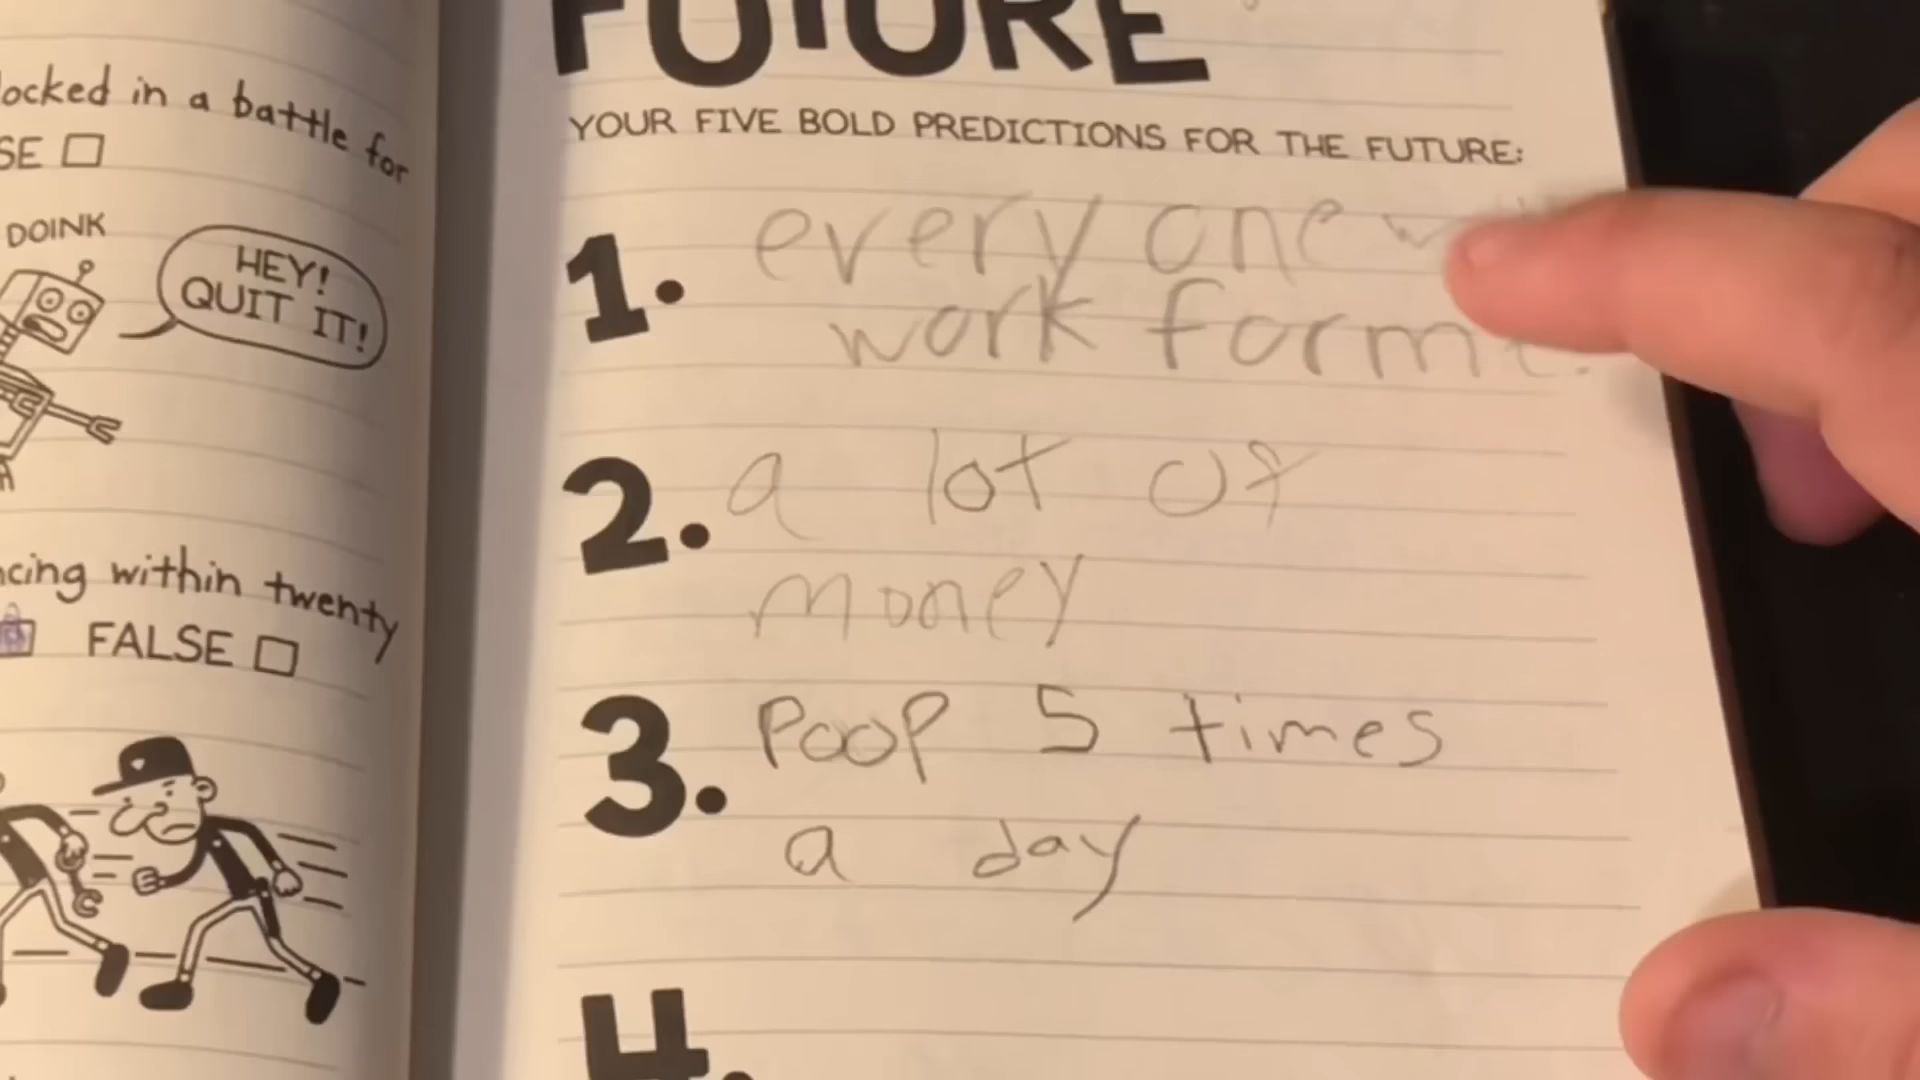 ocked in a battle for
SE
DOINK
HEY!
QUIT IT!
ncing within twenty
FALSE
FUTURE
YOUR FIVE BOLD PREDICTIONS FOR THE FUTURE:
1. every one
work form
2. a lot of
money
3. Poop 5 times
a day
4.